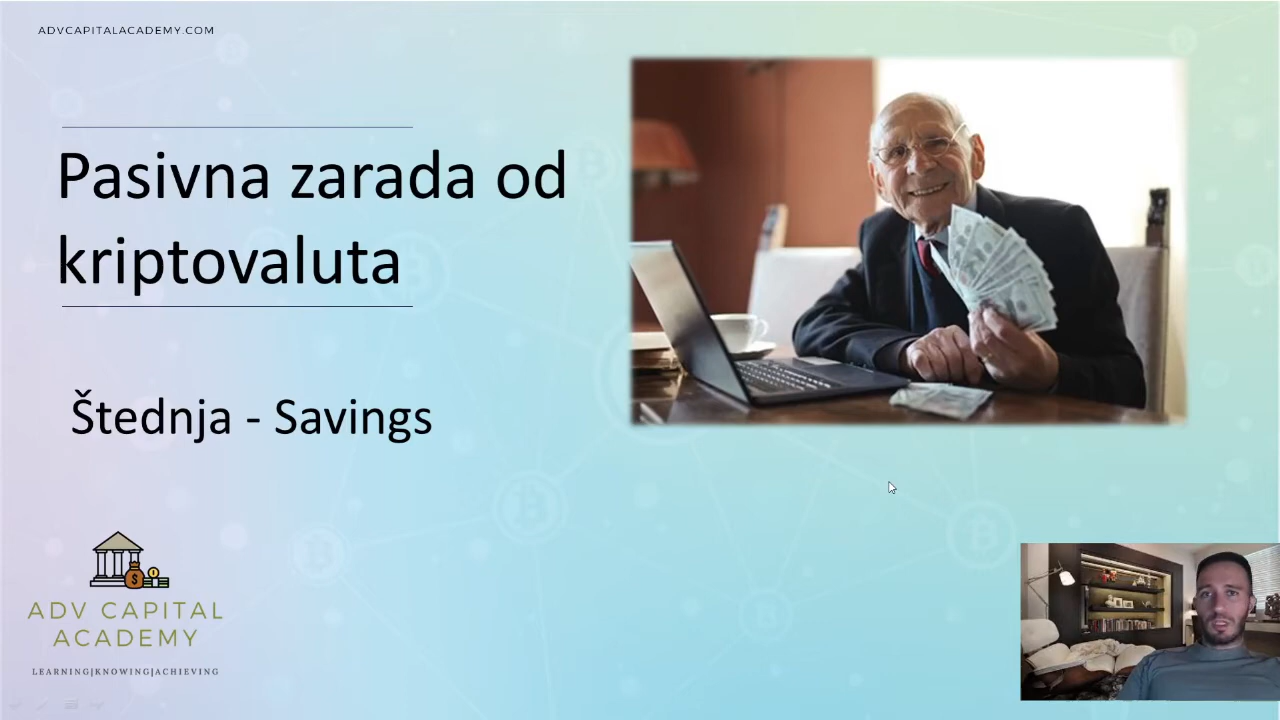 ADVCAPITALACADEMY.COM
Pasivna zarada od
kriptovaluta
Štednja - Savings
ADV CAPITAL
ACADEMY
LEARNING|KNOWING|ACHIEVING